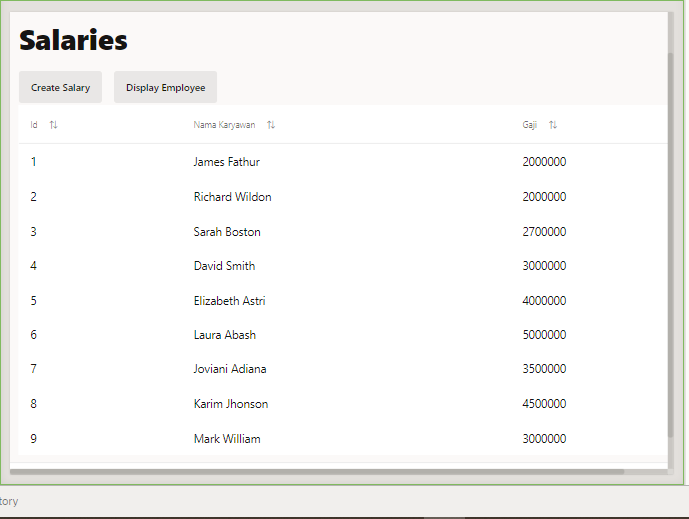 Salaries
Create Salary Display Employee
Id Nama Karyawan Gaji
1 James Fathur 2000000
2 Richard Wildon 2000000
3 Sarah Boston 2700000
4 David Smith 3000000
5 Elizabeth Astri 4000000
6 Laura Abash 5000000
7 Joviani Adiana 3500000
8 Karim Jhonson 4500000
9 Mark William 3000000
tory